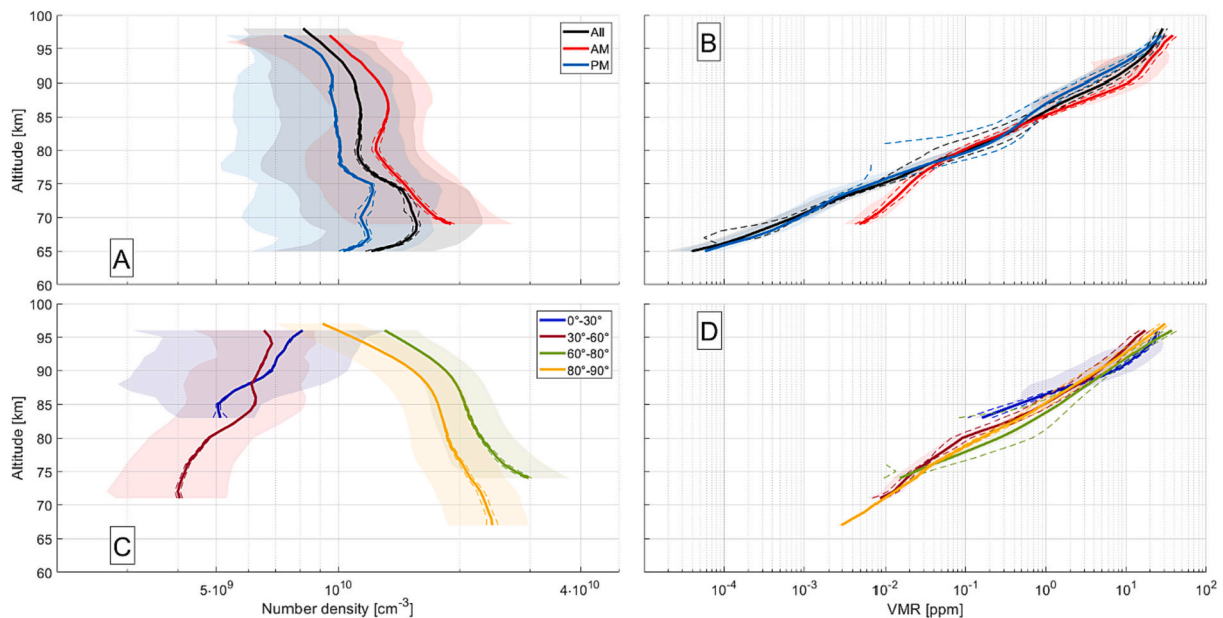 100
95
90
85
80
75
70
65
60
Altitude [km]
A
All
AM
PM
B
Altitude [km]
100
95
90
85
80
75
70
65
60
C
0°-30°
30°-60°
60°-80°
80°-90°
D
5·10⁹
10¹⁰
4·10¹⁰
Number density [cm⁻³]
10⁻⁴
10⁻³
10⁻²
10⁻¹
10⁰
10¹
10²
VMR [ppm]